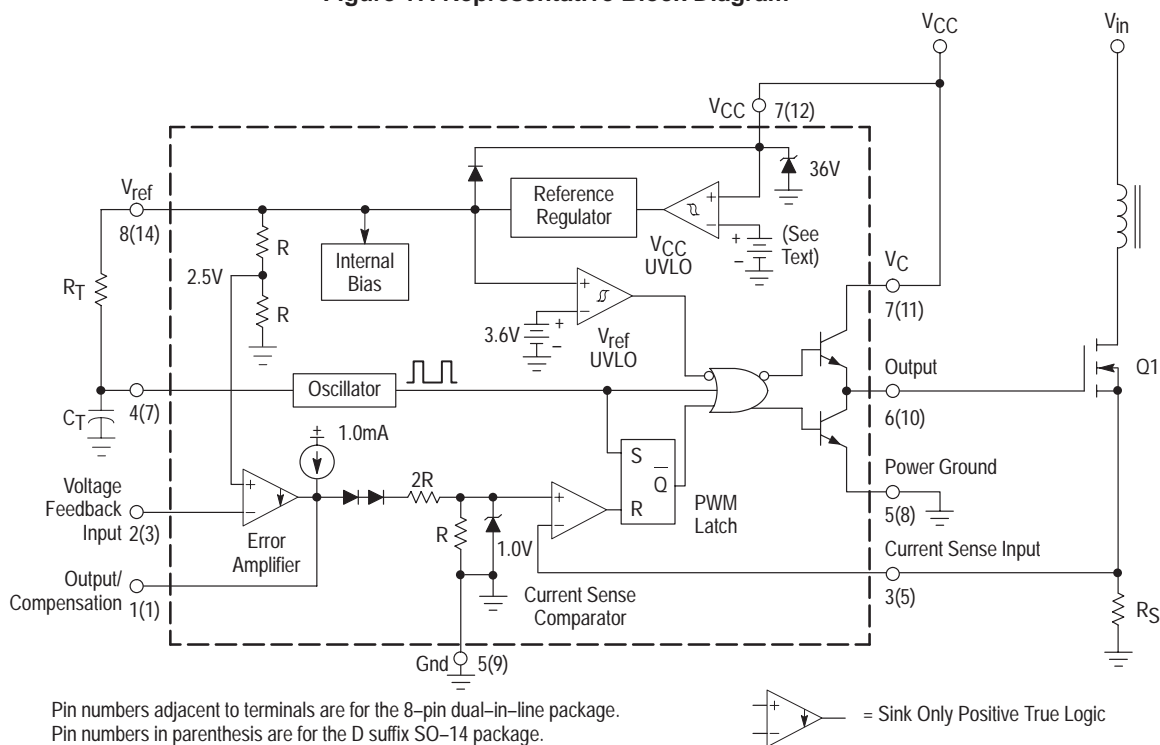 Figure 17. Representative Block Diagram
VCC
Vin
VCC 7(12)
36V
Vref
8(14)
Reference
Regulator
+
−
VCC
UVLO
+
−
(See
Text)
R
Internal
Bias
2.5V
RT
R
+
−
3.6V
+
−
Vref
UVLO
VC
7(11)
Output
6(10)
Q1
Oscillator
CT
4(7)
+
1.0mA
S
Q
R
PWM
Latch
Power Ground
5(8)
Voltage
Feedback
Input 2(3)
+
−
Error
Amplifier
2R
R
1.0V
+
−
Current Sense
Comparator
Current Sense Input
3(5)
RS
Output/
Compensation 1(1)
Gnd 5(9)
Pin numbers adjacent to terminals are for the 8–pin dual–in–line package.
Pin numbers in parenthesis are for the D suffix SO–14 package.
+
−
= Sink Only Positive True Logic